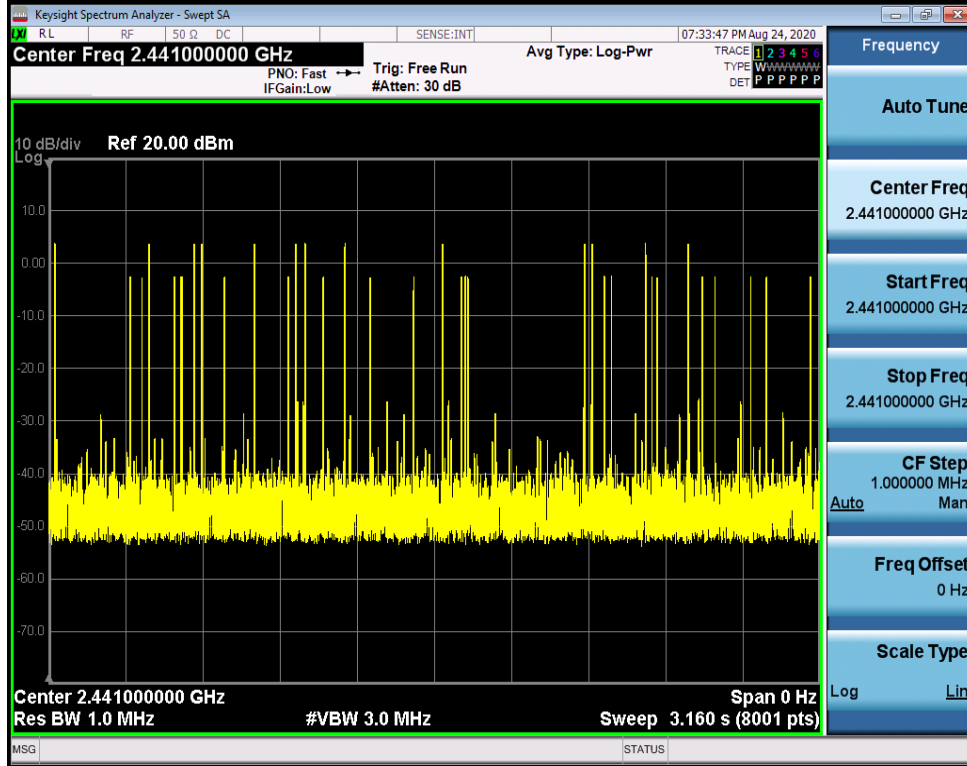 Keysight Spectrum Analyzer - Swept SA
LXI RL RF 50 Ω DC SENSE:INT 07:33:47 PM Aug 24, 2020
Center Freq 2.441000000 GHz
PNO: Fast
IFGain:Low
Trig: Free Run
#Atten: 30 dB
Avg Type: Log-Pwr
TRACE 1 2 3 4 5 6
TYPE WWWWWW
DET P P P P P P
10 dB/div
Log
Ref 20.00 dBm
10.0
0.00
-10.0
-20.0
-30.0
-40.0
-50.0
-60.0
-70.0
Center 2.441000000 GHz
Span 0 Hz
Res BW 1.0 MHz
#VBW 3.0 MHz
Sweep 3.160 s (8001 pts)
MSG
STATUS
Frequency
Auto Tune
Center Freq
2.441000000 GHz
Start Freq
2.441000000 GHz
Stop Freq
2.441000000 GHz
CF Step
1.000000 MHz
Auto Man
Freq Offset
0 Hz
Scale Type
Log Lin